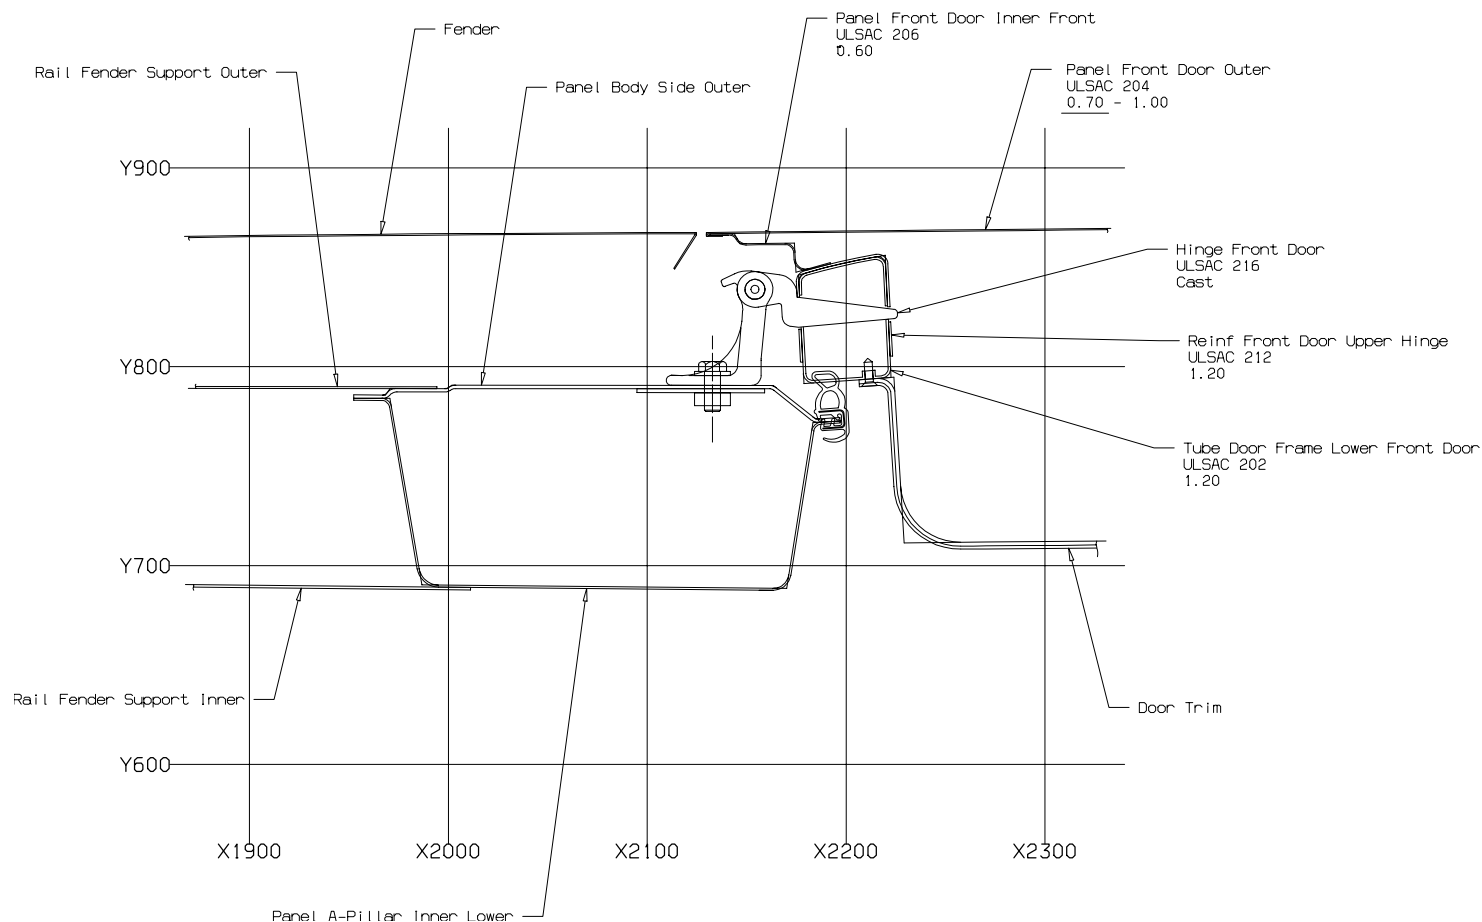 Panel Front Door Inner Front
ULSAC 206
0.60
Fender
Rail Fender Support Outer
Panel Body Side Outer
Panel Front Door Outer
ULSAC 204
0.70 - 1.00
Y900
Hinge Front Door
ULSAC 216
Cast
Reinf Front Door Upper Hinge
ULSAC 212
1.20
Y800
Tube Door Frame Lower Front Door
ULSAC 202
1.20
Y700
Rail Fender Support Inner
Door Trim
Y600
X1900
X2000
X2100
X2200
X2300
Panel A-Pillar Inner Lower